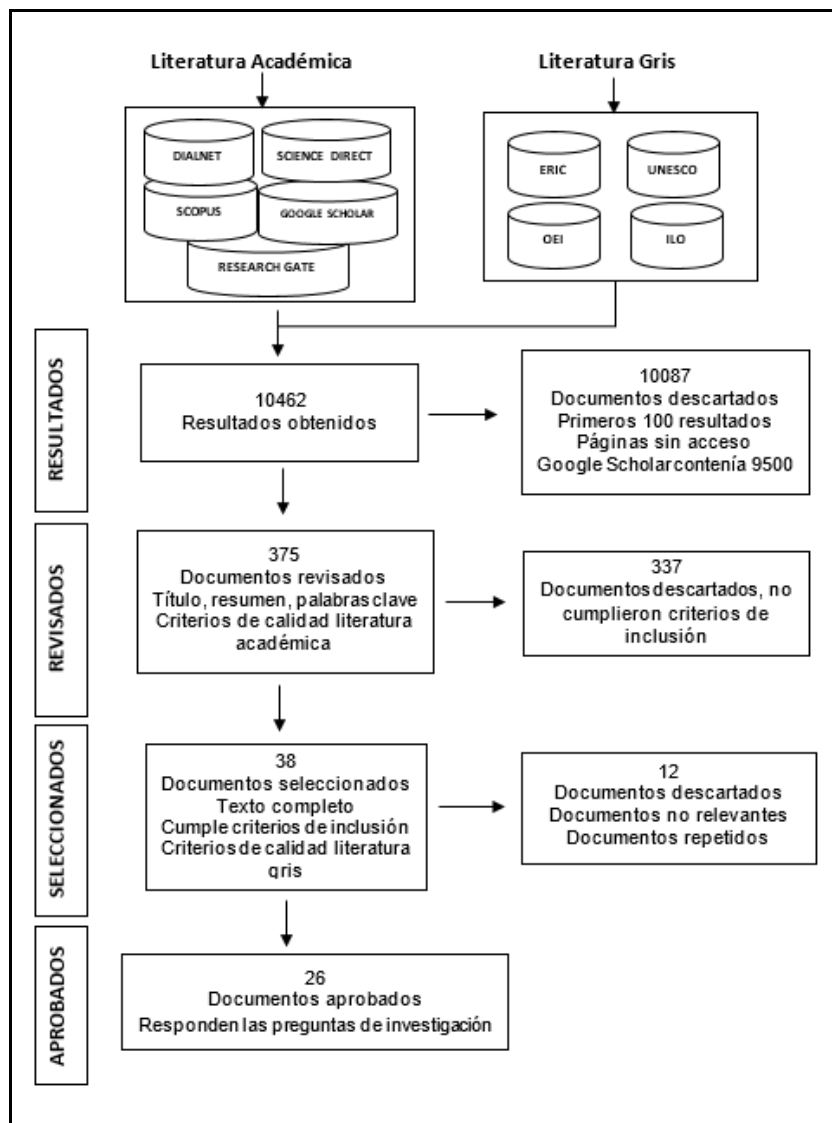 Literatura Académica
Literatura Gris
DIALNET
SCIENCE DIRECT
SCOPUS
GOOGLE SCHOLAR
RESEARCH GATE
ERIC
UNESCO
OEI
ILO
RESULTADOS
10462
Resultados obtenidos
10087
Documentos descartados
Primeros 100 resultados
Páginas sin acceso
Google Scholar contenía 9500
REVISADOS
375
Documentos revisados
Título, resumen, palabras clave
Criterios de calidad literatura
académica
337
Documentos descartados, no
cumplieron criterios de
inclusión
SELECCIONADOS
38
Documentos seleccionados
Texto completo
Cumple criterios de inclusión
Criterios de calidad literatura
gris
12
Documentos descartados
Documentos no relevantes
Documentos repetidos
APROBADOS
26
Documentos aprobados
Responden las preguntas de investigación